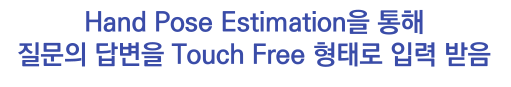 Hand Pose Estimation을 통해
질문의 답변을 Touch Free 형태로 입력 받음